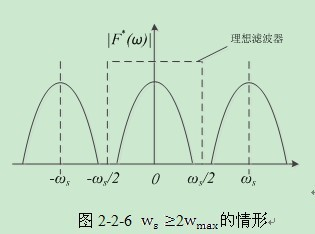 |F*(ω)|
理想滤波器
-ωs -ωs/2 0 ωs/2 ωs
图 2-2-6 ws ≥2wmax的情形